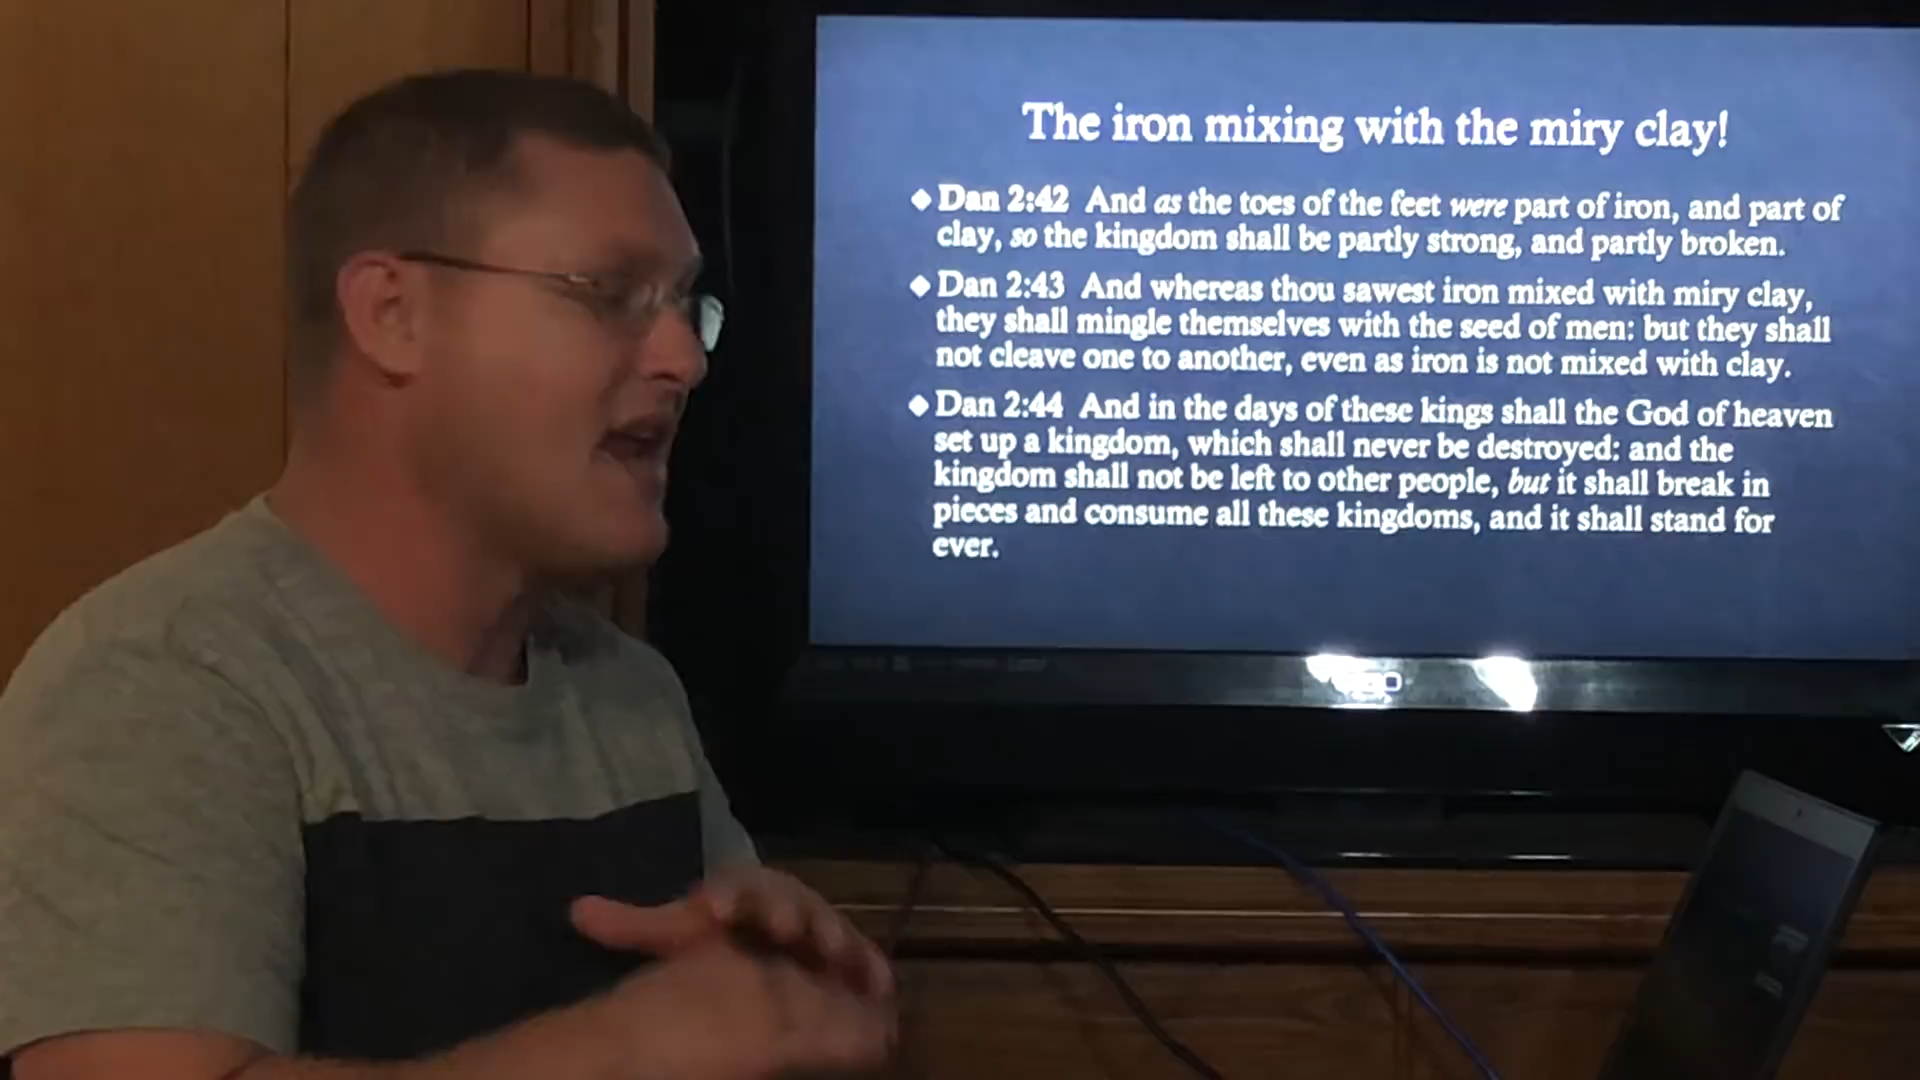 The iron mixing with the miry clay!
◆ Dan 2:42 And as the toes of the feet were part of iron, and part of
clay, so the kingdom shall be partly strong, and partly broken.
◆ Dan 2:43 And whereas thou sawest iron mixed with miry clay,
they shall mingle themselves with the seed of men: but they shall
not cleave one to another, even as iron is not mixed with clay.
◆ Dan 2:44 And in the days of these kings shall the God of heaven
set up a kingdom, which shall never be destroyed: and the
kingdom shall not be left to other people, but it shall break in
pieces and consume all these kingdoms, and it shall stand for
ever.